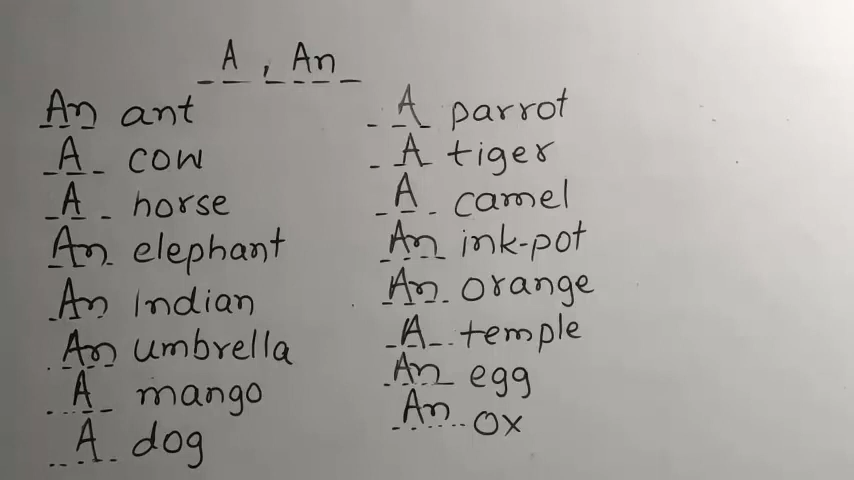 A, An
An ant
A cow
A horse
An elephant
An Indian
An umbrella
A mango
A dog
A parrot
A tiger
A camel
An ink-pot
An orange
A temple
An egg
An ox